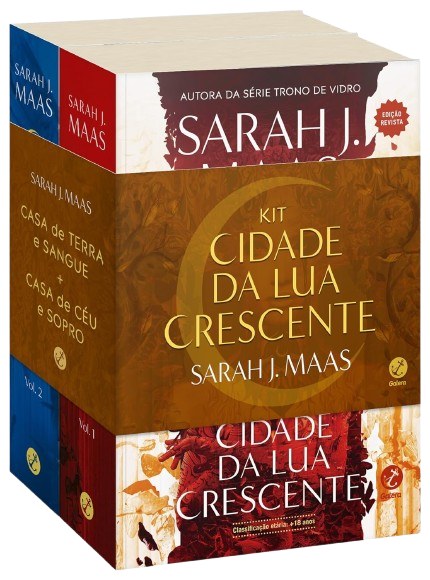 SARAH J.
MAAS
SARAH J.
MAAS
SARAH J. MAAS
CASA de TERRA
e SANGUE
+
CASA de CÉU
e SOPRO
Vol. 2
Vol. 1
AUTORA DA SÉRIE TRONO DE VIDRO
EDIÇÃO
REVISTA
SARAH J.
MAAS
KIT
CIDADE
DA LUA
CRESCENTE
SARAH J. MAAS
Galera
CIDADE
DA LUA
CRESCENTE
Galera
Classificação etária: +18 anos